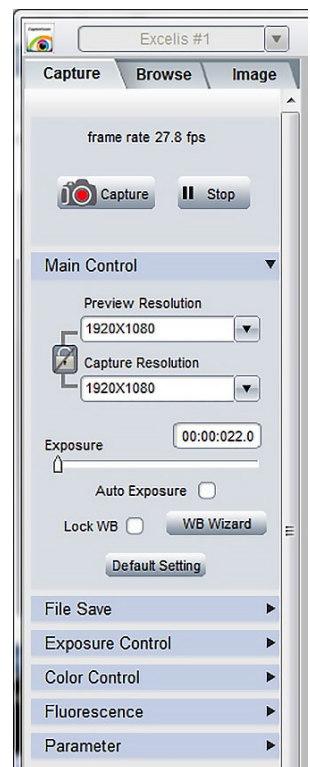 Excelis #1
Capture Browse Image
frame rate 27.8 fps
Capture Stop
Main Control
Preview Resolution
1920X1080
Capture Resolution
1920X1080
Exposure 00:00:022.0
Auto Exposure
Lock WB WB Wizard
Default Setting
File Save
Exposure Control
Color Control
Fluorescence
Parameter